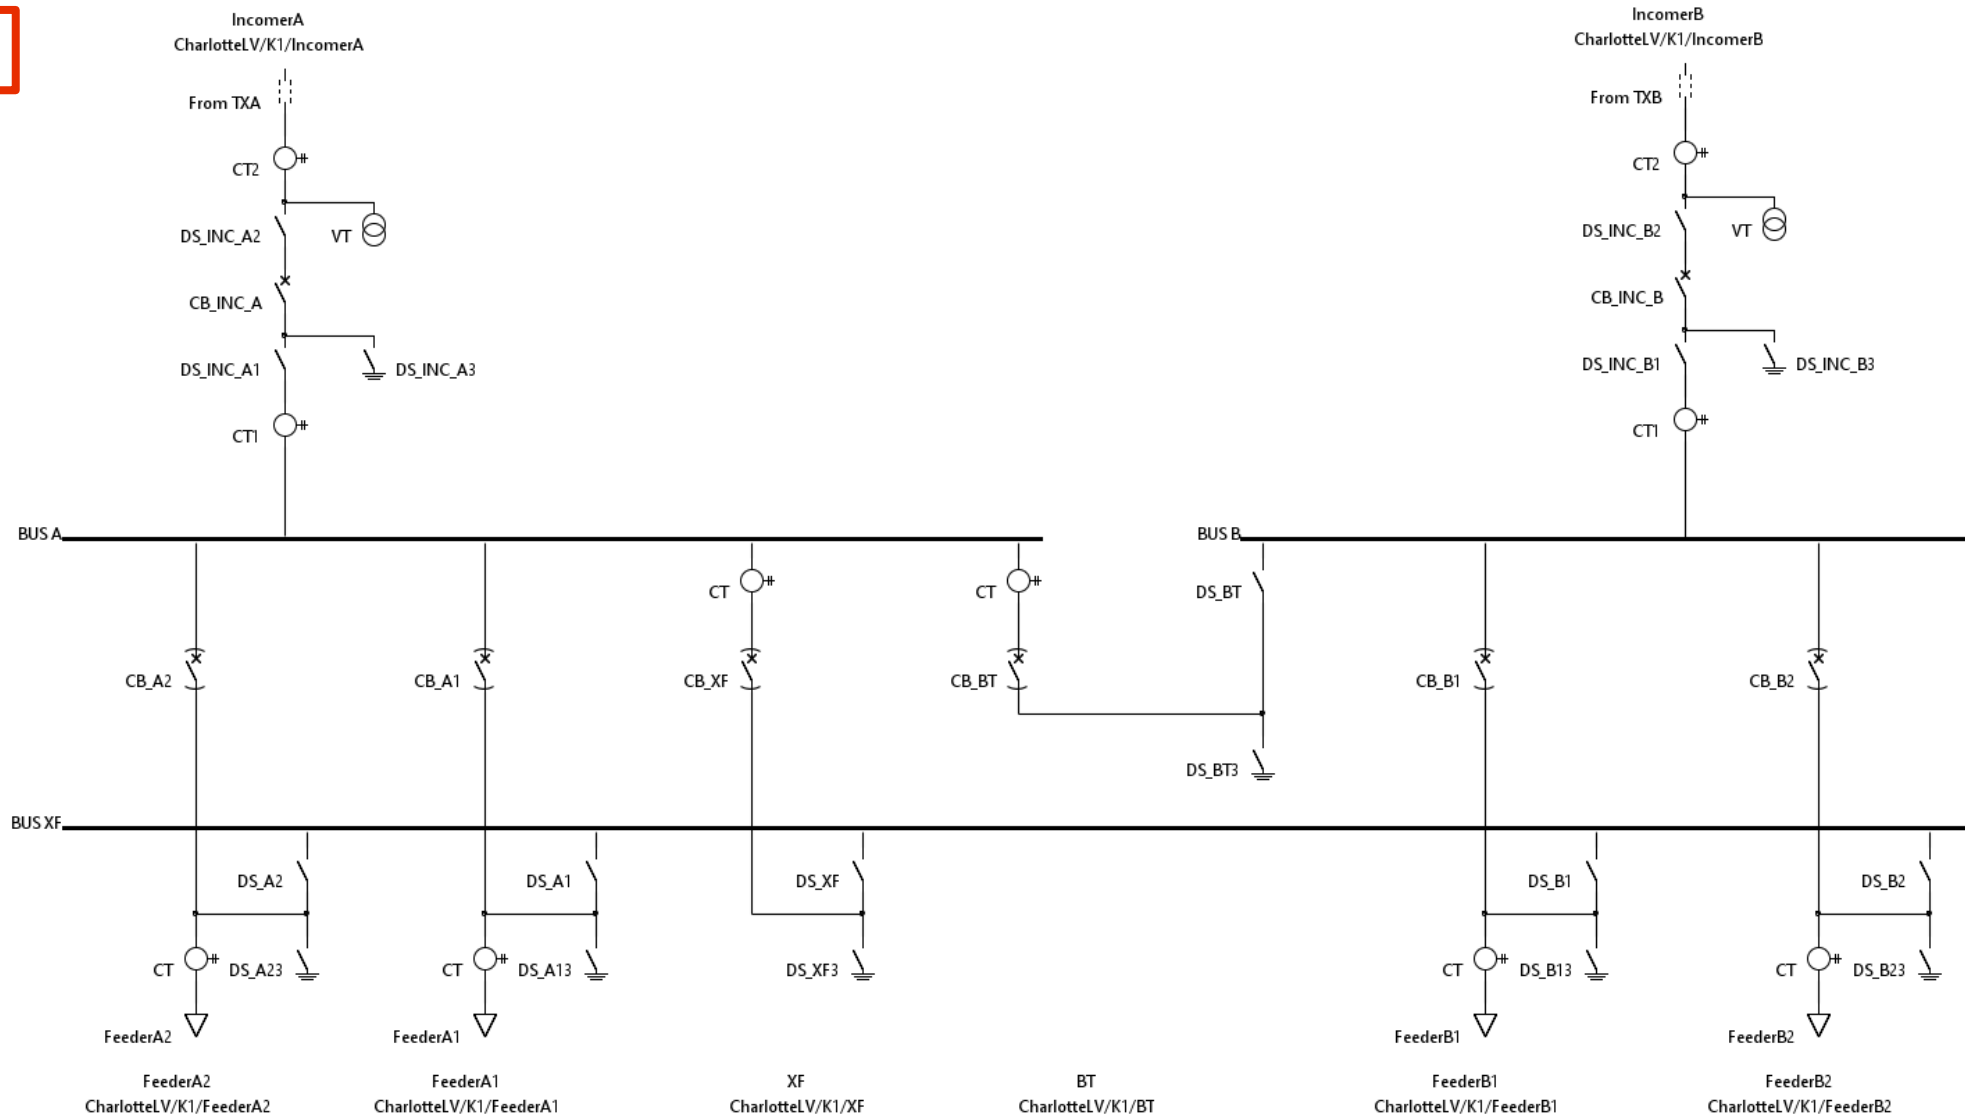 IncomerA
CharlotteLV/K1/IncomerA
IncomerB
CharlotteLV/K1/IncomerB
From TXA
From TXB
CT2
CT2
DS_INC_A2
VT
DS_INC_B2
VT
CB_INC_A
CB_INC_B
DS_INC_A1
DS_INC_A3
DS_INC_B1
DS_INC_B3
CT1
CT1
BUS A
BUS B
CT
CT
DS_BT
CB_A2
CB_A1
CB_XF
CB_BT
CB_B1
CB_B2
DS_BT3
BUS XF
DS_A2
DS_A1
DS_XF
DS_B1
DS_B2
CT
DS_A23
CT
DS_A13
DS_XF3
CT
DS_B13
CT
DS_B23
FeederA2
FeederA1
FeederB1
FeederB2
FeederA2
CharlotteLV/K1/FeederA2
FeederA1
CharlotteLV/K1/FeederA1
XF
CharlotteLV/K1/XF
BT
CharlotteLV/K1/BT
FeederB1
CharlotteLV/K1/FeederB1
FeederB2
CharlotteLV/K1/FeederB2